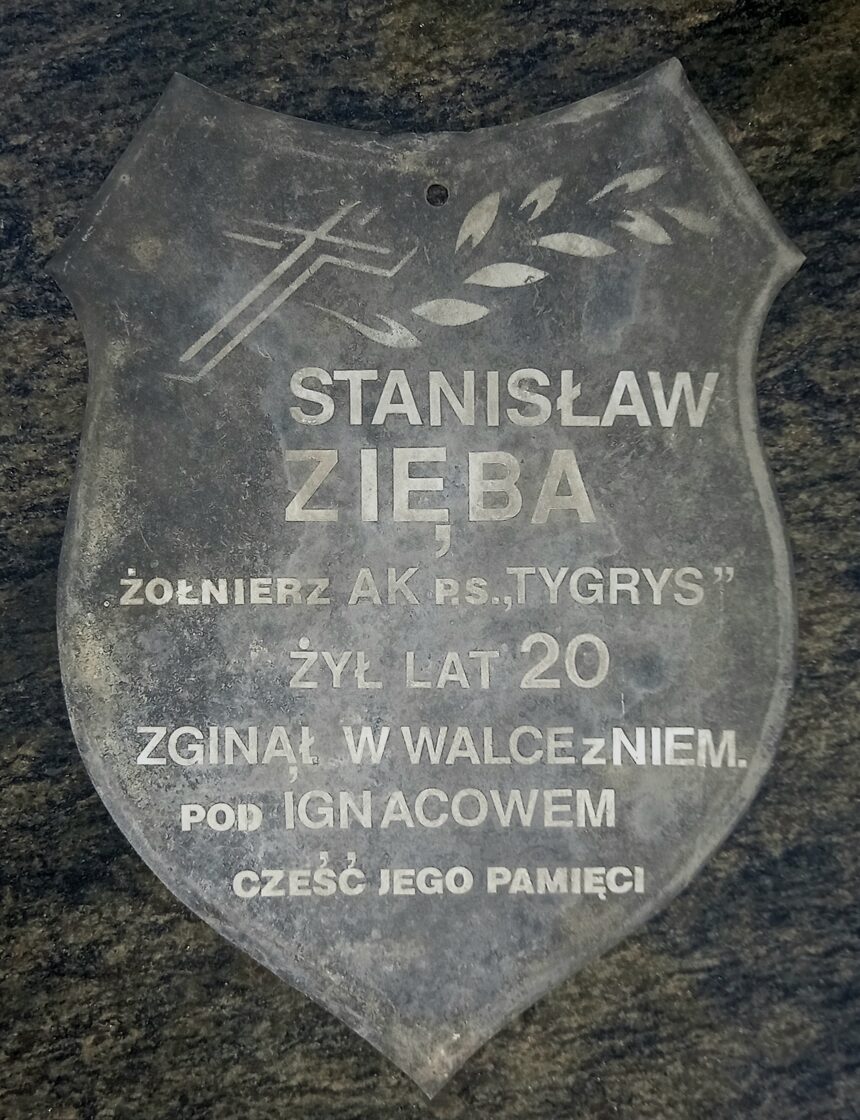 STANISŁAW
ZIĘBA
ŻOŁNIERZ AK P.S. „TYGRYS”
ŻYŁ LAT 20
ZGINĄŁ W WALCE z NIEM.
POD IGNACOWEM
CZEŚĆ JEGO PAMIĘCI